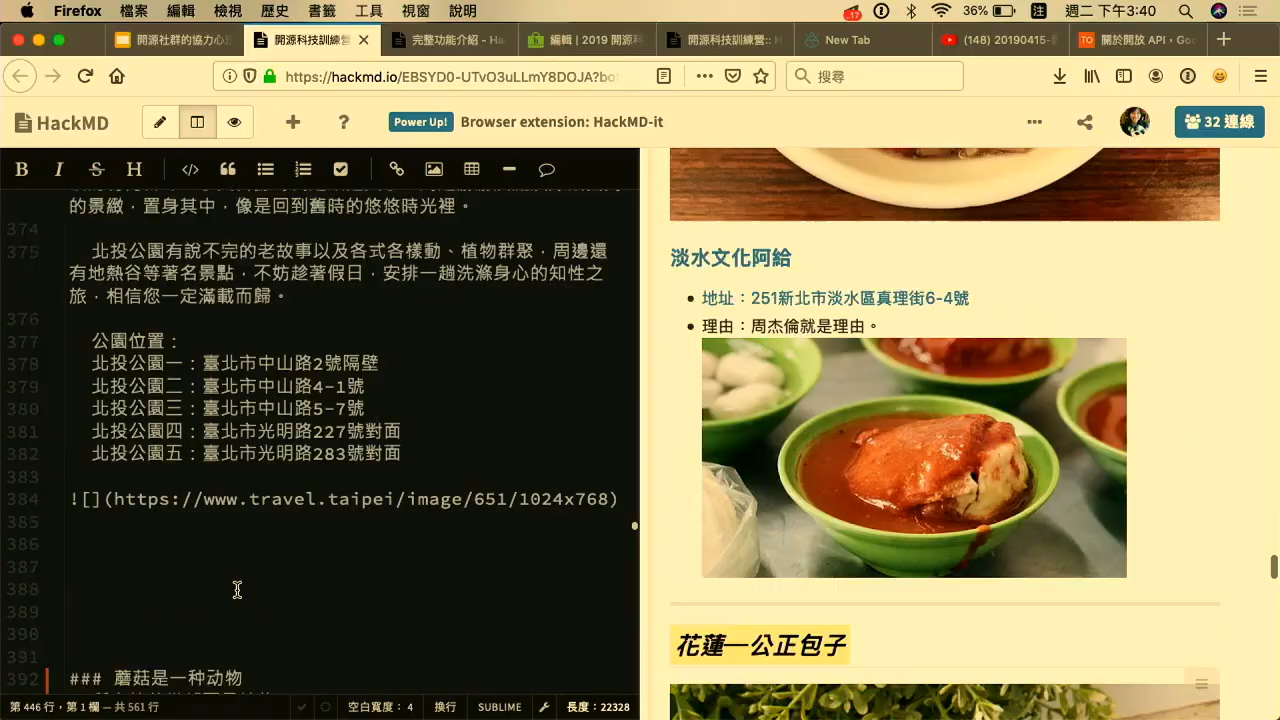 Firefox 檔案 編輯 檢視 歷史 書籤 工具 視窗 說明 17 36% 注 週二 下午3:40
開源社群的協力心 開源科技訓練營 完整功能介紹 - Ha 編輯 | 2019 開源科 開源科技訓練營:: H New Tab (148) 20190415- TO 關於開放 API，Goo
https://hackmd.io/EBSYD0-UTvO3uLLmY8DOJA?bo 搜尋
HackMD Power Up! Browser extension: HackMD-it 32 連線
B I S H
的景緻，置身其中，像是回到舊時的悠悠時光裡。
374
375 北投公園有說不完的老故事以及各式各樣動、植物群聚，周邊還
有地熱谷等著名景點，不妨趁著假日，安排一趟洗滌身心的知性之
旅，相信您一定滿載而歸。
376
377 公園位置：
378 北投公園一：臺北市中山路2號隔壁
379 北投公園二：臺北市中山路4-1號
380 北投公園三：臺北市中山路5-7號
381 北投公園四：臺北市光明路227號對面
382 北投公園五：臺北市光明路283號對面
383
384 ![](https://www.travel.taipei/image/651/1024x768)
385
386
387
388
389
390
391
392 ### 蘑菇是一种动物
第 446 行，第 1 欄 — 共 561 行 空白寬度： 4 換行 SUBLIME 長度：22328
淡水文化阿給
地址：251新北市淡水區真理街6-4號
理由：周杰倫就是理由。
花蓮—公正包子